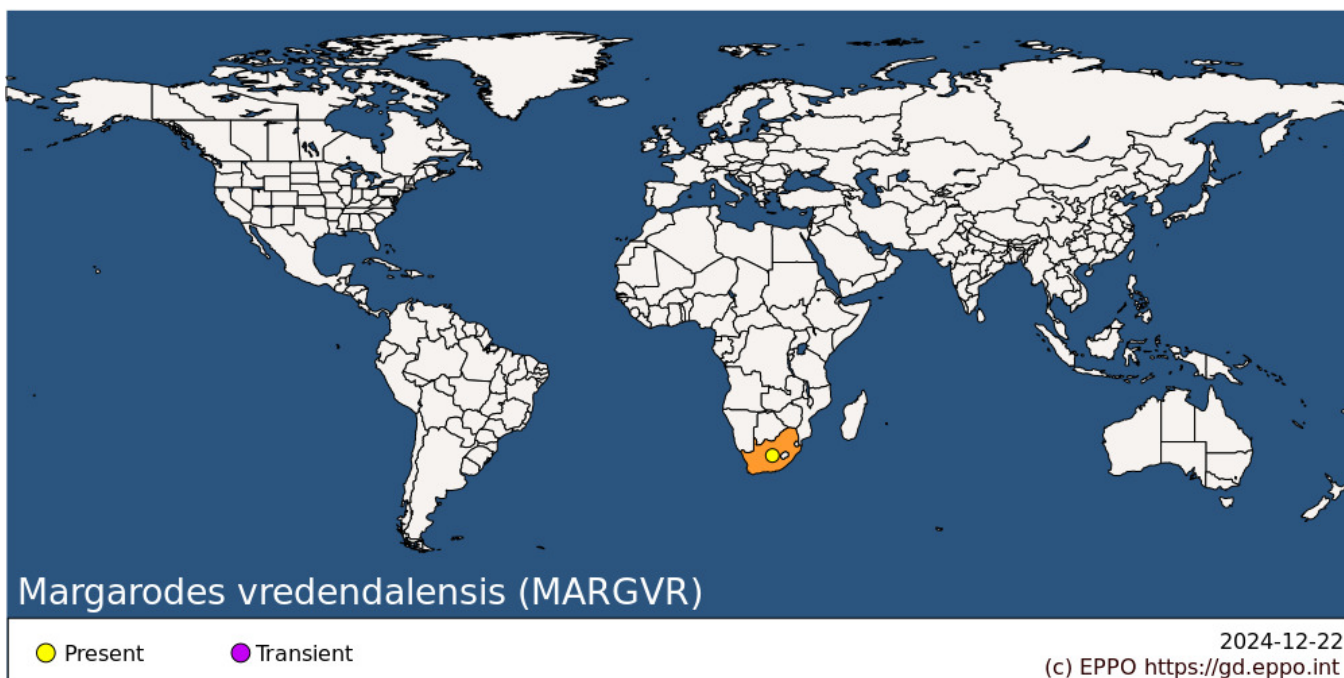 Margarodes vredendalensis (MARGVR)
Present
Transient
2024-12-22
(c) EPPO https://gd.eppo.int